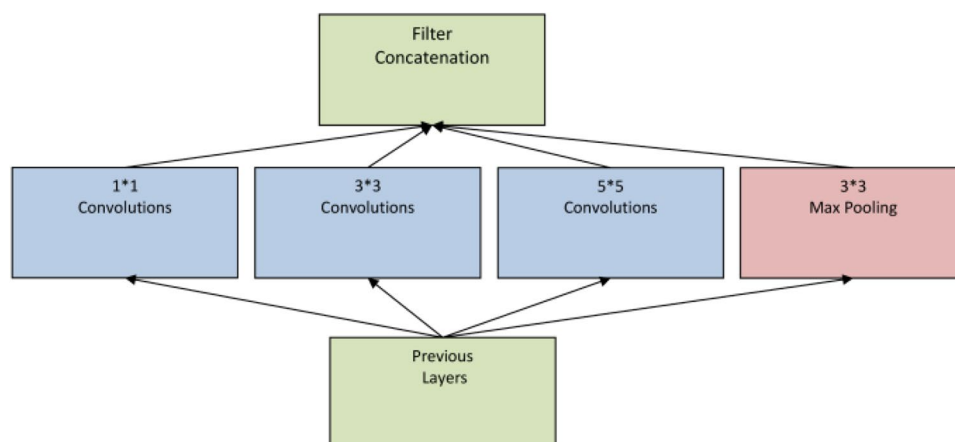 Filter
Concatenation
1*1
Convolutions
3*3
Convolutions
5*5
Convolutions
3*3
Max Pooling
Previous
Layers